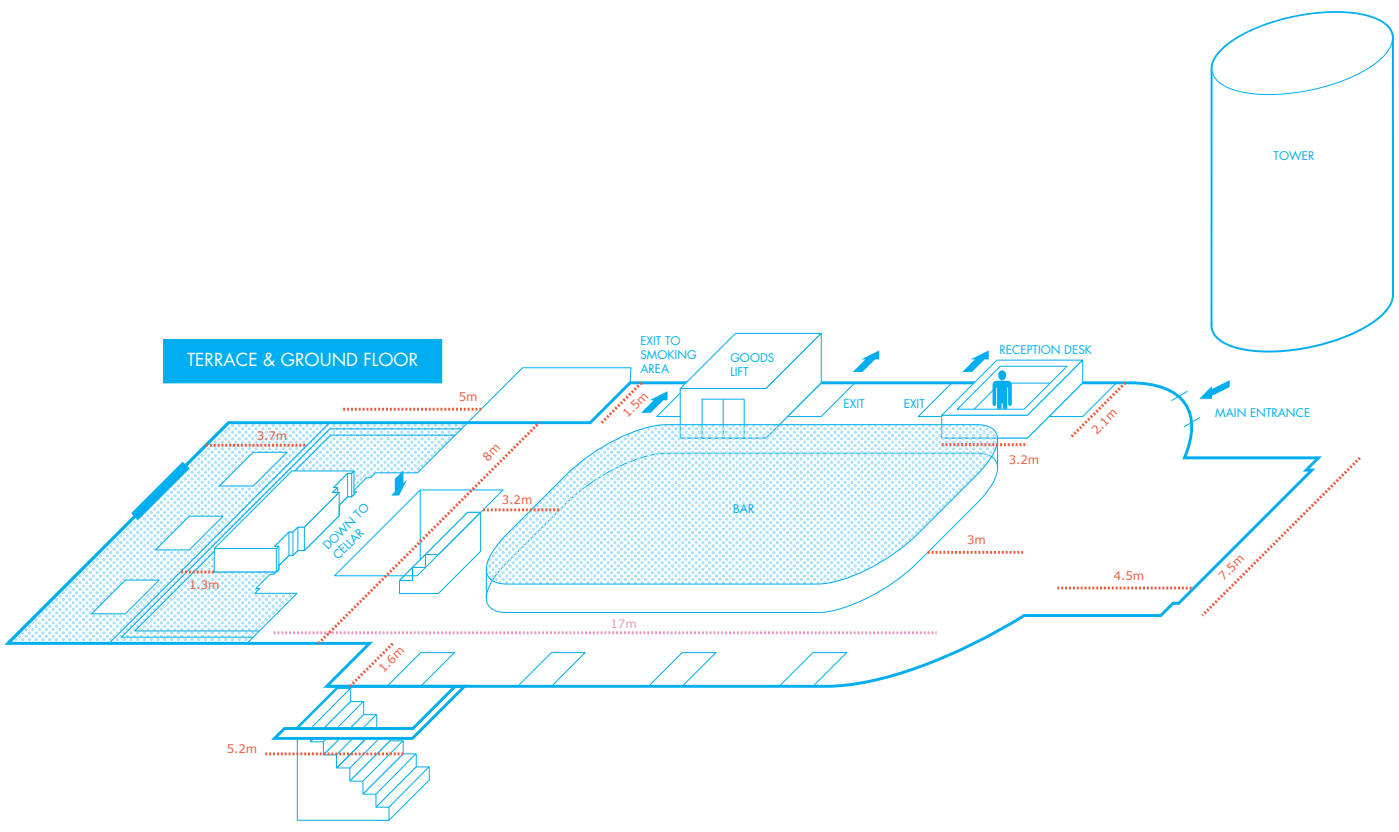 TOWER
TERRACE & GROUND FLOOR
EXIT TO
SMOKING
AREA
GOODS
LIFT
RECEPTION DESK
EXIT
EXIT
MAIN ENTRANCE
5m
1.5m
2.1m
3.7m
8m
3.2m
3.2m
DOWN TO
CELLAR
BAR
3m
1.3m
4.5m
7.5m
17m
1.6m
5.2m